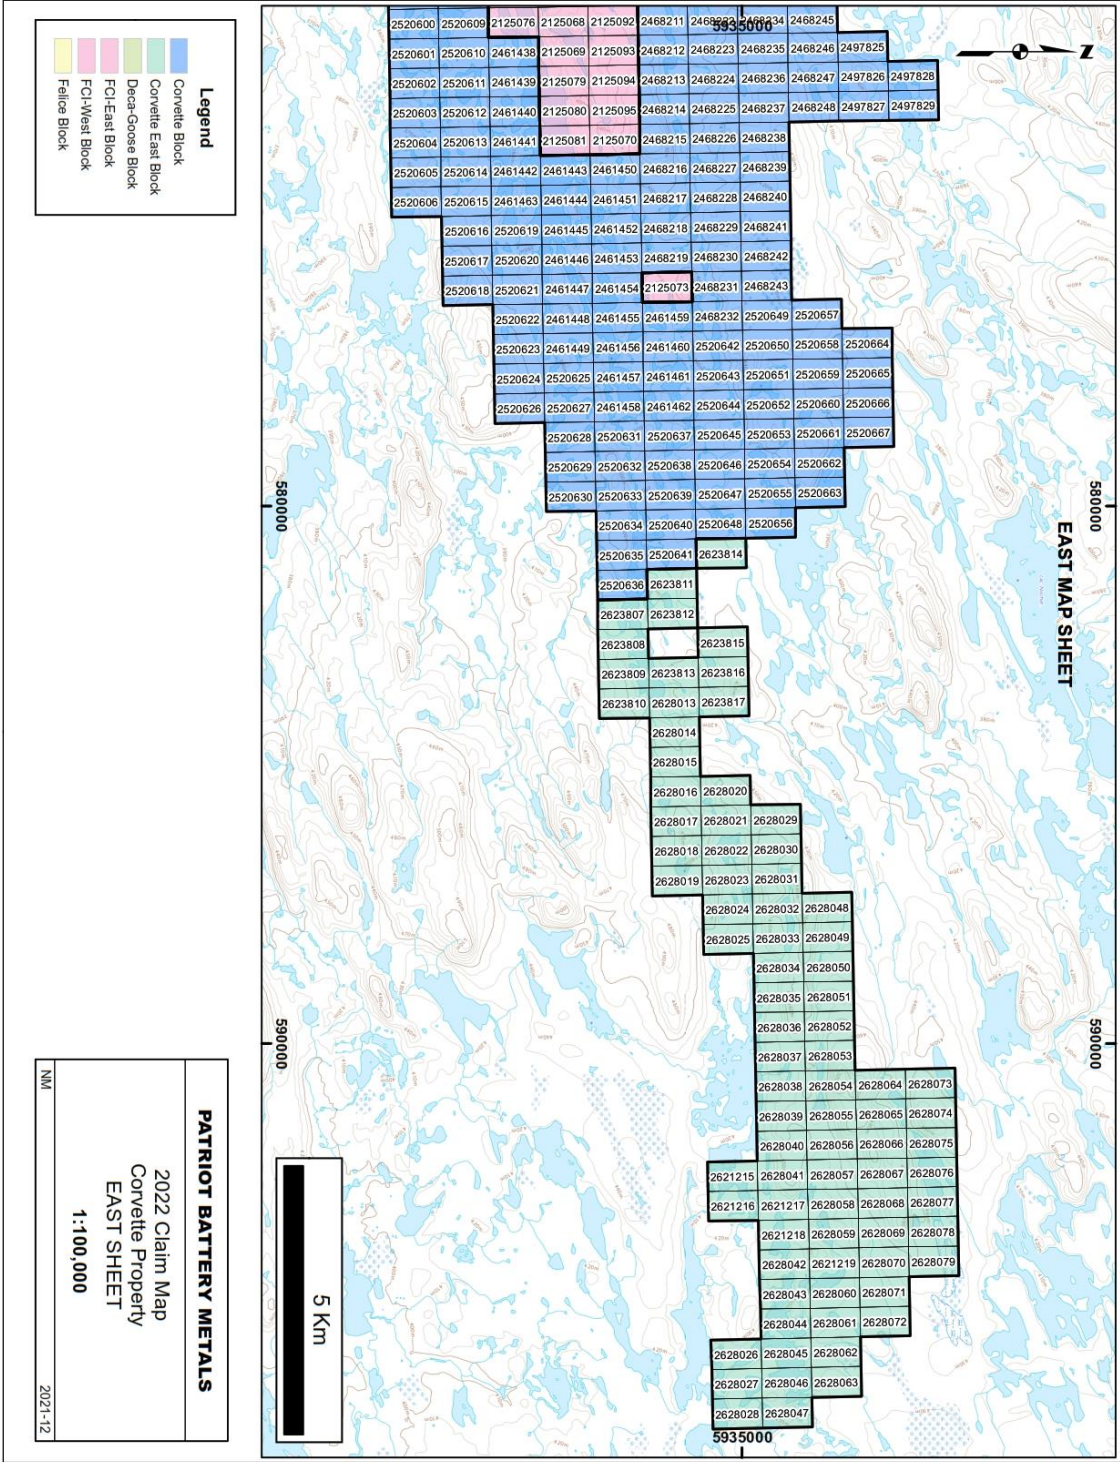 EAST MAP SHEET
Z
5935000
580000
580000
590000
590000
5935000
2520600 2520609 2125076 2125068 2125092 2468211 2468234 2468245
2520601 2520610 2461438 2125069 2125093 2468212 2468223 2468235 2468246 2497825
2520602 2520611 2461439 2125079 2125094 2468213 2468224 2468236 2468247 2497826 2497828
2520603 2520612 2461440 2125080 2125095 2468214 2468225 2468237 2468248 2497827 2497829
2520604 2520613 2461441 2125081 2125070 2468215 2468226 2468238
2520605 2520614 2461442 2461443 2461450 2468216 2468227 2468239
2520606 2520615 2461463 2461444 2461451 2468217 2468228 2468240
2520616 2520619 2461445 2461452 2468218 2468229 2468241
2520617 2520620 2461446 2461453 2468219 2468230 2468242
2520618 2520621 2461447 2461454 2125073 2468231 2468243
2520622 2461448 2461455 2461459 2468232 2520649 2520657
2520623 2461449 2461456 2461460 2520642 2520650 2520658 2520664
2520624 2520625 2461457 2461461 2520643 2520651 2520659 2520665
2520626 2520627 2461458 2461462 2520644 2520652 2520660 2520666
2520628 2520631 2520637 2520645 2520653 2520661 2520667
2520629 2520632 2520638 2520646 2520654 2520662
2520630 2520633 2520639 2520647 2520655 2520663
2520634 2520640 2520648 2520656
2520635 2520641 2623814
2520636 2623811
2623807 2623812
2623808 2623815
2623809 2623813 2623816
2623810 2628013 2623817
2628014
2628015
2628016 2628020
2628017 2628021 2628029
2628018 2628022 2628030
2628019 2628023 2628031
2628024 2628032 2628048
2628025 2628033 2628049
2628034 2628050
2628035 2628051
2628036 2628052
2628037 2628053
2628038 2628054 2628064 2628073
2628039 2628055 2628065 2628074
2628040 2628056 2628066 2628075
2621215 2628041 2628057 2628067 2628076
2621216 2621217 2628058 2628068 2628077
2621218 2628059 2628069 2628078
2628042 2621219 2628070 2628079
2628043 2628060 2628071
2628044 2628061 2628072
2628026 2628045 2628062
2628027 2628046 2628063
2628028 2628047
5 Km
Legend
Corvette Block
Corvette East Block
Deca-Goose Block
FCI-East Block
FCI-West Block
Felice Block
PATRIOT BATTERY METALS
2022 Claim Map
Corvette Property
EAST SHEET
1:100,000
NM
2021-12